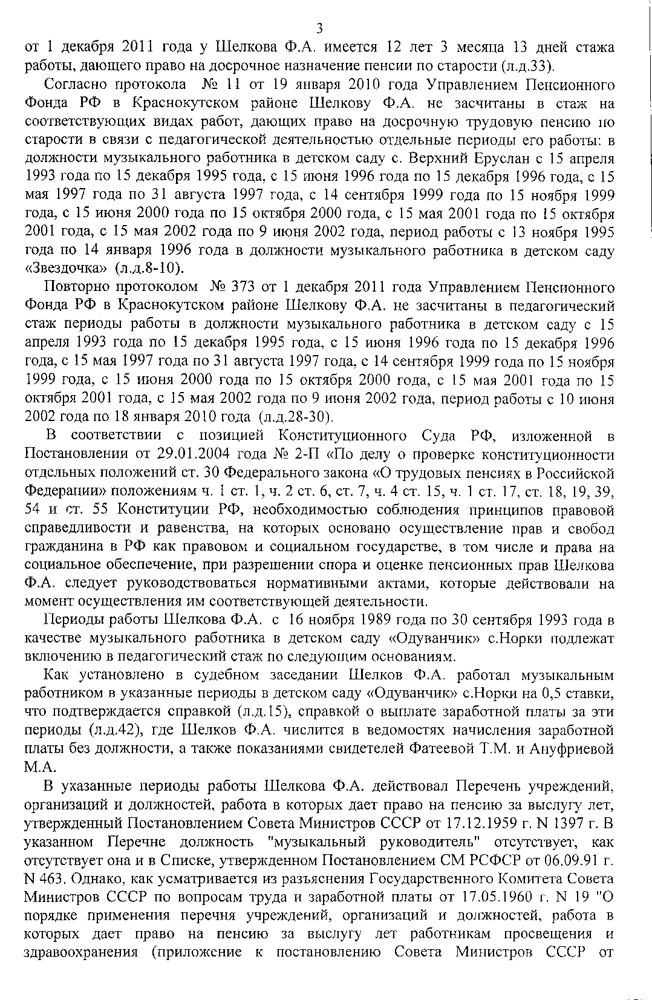 3
от 1 декабря 2011 года у Шелкова Ф.А. имеется 12 лет 3 месяца 13 дней стажа
работы, дающего право на досрочное назначение пенсии по старости (л.д.33).
Согласно протокола № 11 от 19 января 2010 года Управлением Пенсионного
Фонда РФ в Краснокутском районе Шелкову Ф.А. не засчитаны в стаж на
соответствующих видах работ, дающих право на досрочную трудовую пенсию по
старости в связи с педагогической деятельностью отдельные периоды его работы: в
должности музыкального работника в детском саду с. Верхний Еруслан с 15 апреля
1993 года по 15 декабря 1995 года, с 15 июня 1996 года по 15 декабря 1996 года, с 15
мая 1997 года по 31 августа 1997 года, с 14 сентября 1999 года по 15 ноября 1999
года, с 15 июня 2000 года по 15 октября 2000 года, с 15 мая 2001 года по 15 октября
2001 года, с 15 мая 2002 года по 9 июня 2002 года, период работы с 13 ноября 1995
года по 14 января 1996 года в должности музыкального работника в детском саду
«Звездочка» (л.д.8-10).
Повторно протоколом № 373 от 1 декабря 2011 года Управлением Пенсионного
Фонда РФ в Краснокутском районе Шелкову Ф.А. не засчитаны в педагогический
стаж периоды работы в должности музыкального работника в детском саду с 15
апреля 1993 года по 15 декабря 1995 года, с 15 июня 1996 года по 15 декабря 1996
года, с 15 мая 1997 года по 31 августа 1997 года, с 14 сентября 1999 года по 15 ноября
1999 года, с 15 июня 2000 года по 15 октября 2000 года, с 15 мая 2001 года по 15
октября 2001 года, с 15 мая 2002 года по 9 июня 2002 года, период работы с 10 июня
2002 года по 18 января 2010 года (л.д.28-30).
В соответствии с позицией Конституционного Суда РФ, изложенной в
Постановлении от 29.01.2004 года № 2-П «По делу о проверке конституционности
отдельных положений ст. 30 Федерального закона «О трудовых пенсиях в Российской
Федерации» положениям ч. 1 ст. 1, ч. 2 ст. 6, ст. 7, ч. 4 ст. 15, ч. 1 ст. 17, ст. 18, 19, 39,
54 и ст. 55 Конституции РФ, необходимостью соблюдения принципов правовой
справедливости и равенства, на которых основано осуществление прав и свобод
гражданина в РФ как правовом и социальном государстве, в том числе и права на
социальное обеспечение, при разрешении спора и оценке пенсионных прав Шелкова
Ф.А. следует руководствоваться нормативными актами, которые действовали на
момент осуществления им соответствующей деятельности.
Периоды работы Шелкова Ф.А. с 16 ноября 1989 года по 30 сентября 1993 года в
качестве музыкального работника в детском саду «Одуванчик» с.Норки подлежат
включению в педагогический стаж по следующим основаниям.
Как установлено в судебном заседании Шелков Ф.А. работал музыкальным
работником в указанные периоды в детском саду «Одуванчик» с.Норки на 0,5 ставки,
что подтверждается справкой (л.д.15), справкой о выплате заработной платы за эти
периоды (л.д.42), где Шелков Ф.А. числится в ведомостях начисления заработной
платы без должности, а также показаниями свидетелей Фатеевой Т.М. и Ануфриевой
М.А.
В указанные периоды работы Шелкова Ф.А. действовал Перечень учреждений,
организаций и должностей, работа в которых дает право на пенсию за выслугу лет,
утвержденный Постановлением Совета Министров СССР от 17.12.1959 г. N 1397 г. В
указанном Перечне должность "музыкальный руководитель" отсутствует, как
отсутствует она и в Списке, утвержденном Постановлением СМ РСФСР от 06.09.91 г.
N 463. Однако, как усматривается из разъяснения Государственного Комитета Совета
Министров СССР по вопросам труда и заработной платы от 17.05.1960 г. N 19 "О
порядке применения перечня учреждений, организаций и должностей, работа в
которых дает право на пенсию за выслугу лет работникам просвещения и
здравоохранения (приложение к постановлению Совета Министров СССР от